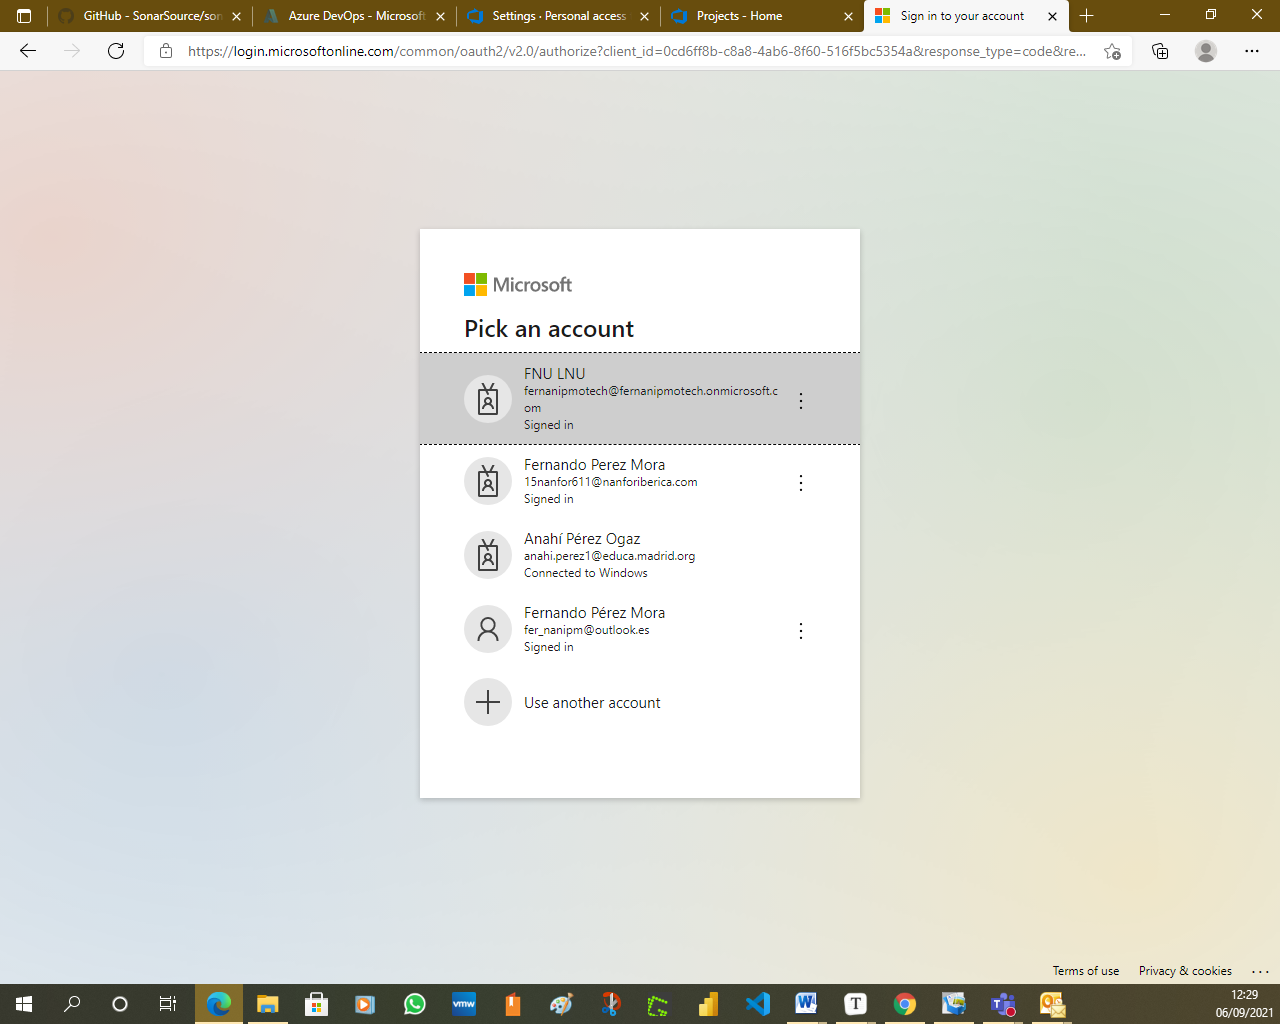 GitHub - SonarSource/son
Azure DevOps - Microsoft
Settings · Personal access
Projects - Home
Sign in to your account
https://login.microsoftonline.com/common/oauth2/v2.0/authorize?client_id=0cd6ff8b-c8a8-4ab6-8f60-516f5bc5354a&response_type=code&re...
Microsoft
Pick an account
FNU LNU
fernanipmotech@fernanipmotech.onmicrosoft.c
om
Signed in
Fernando Perez Mora
15nanfor611@nanforiberica.com
Signed in
Anahí Pérez Ogaz
anahi.perez1@educa.madrid.org
Connected to Windows
Fernando Pérez Mora
fer_nanipm@outlook.es
Signed in
Use another account
Terms of use
Privacy & cookies
...
vmw
W
T
12:29
06/09/2021